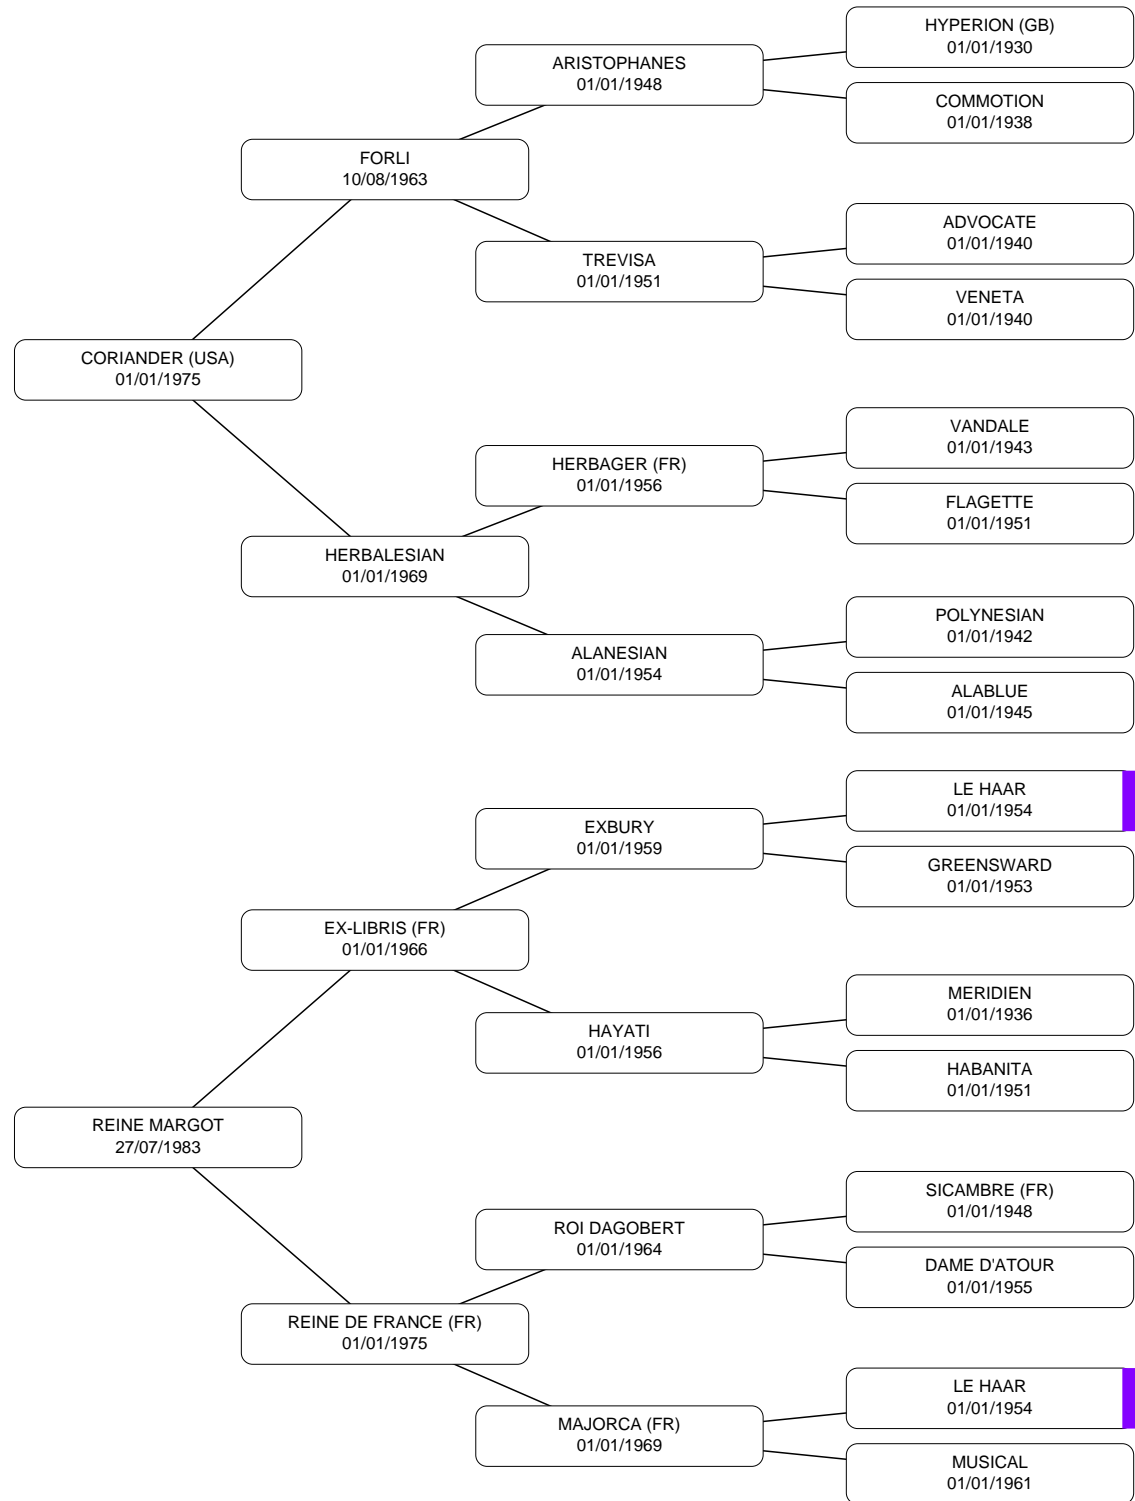 HYPERION (GB)
01/01/1930
ARISTOPHANES
01/01/1948
COMMOTION
01/01/1938
FORLI
10/08/1963
ADVOCATE
01/01/1940
TREVISA
01/01/1951
VENETA
01/01/1940
CORIANDER (USA)
01/01/1975
VANDALE
01/01/1943
HERBAGER (FR)
01/01/1956
FLAGETTE
01/01/1951
HERBALESIAN
01/01/1969
POLYNESIAN
01/01/1942
ALANESIAN
01/01/1954
ALABLUE
01/01/1945
LE HAAR
01/01/1954
EXBURY
01/01/1959
GREENSWARD
01/01/1953
EX-LIBRIS (FR)
01/01/1966
MERIDIEN
01/01/1936
HAYATI
01/01/1956
HABANITA
01/01/1951
REINE MARGOT
27/07/1983
SICAMBRE (FR)
01/01/1948
ROI DAGOBERT
01/01/1964
DAME D'ATOUR
01/01/1955
REINE DE FRANCE (FR)
01/01/1975
LE HAAR
01/01/1954
MAJORCA (FR)
01/01/1969
MUSICAL
01/01/1961